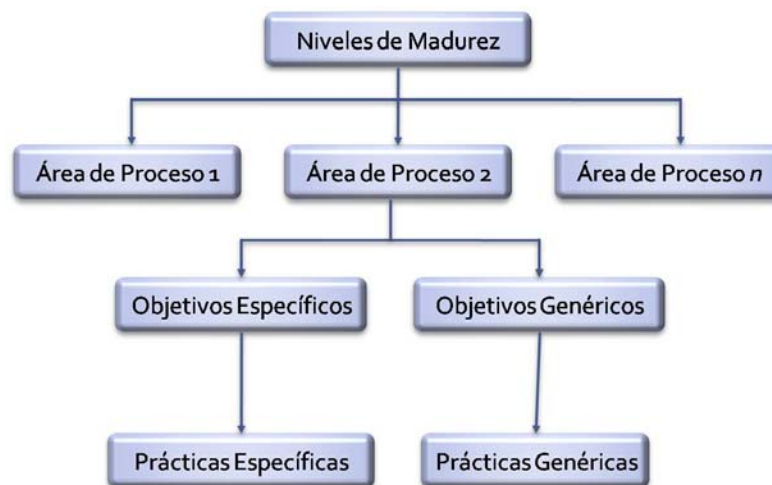 Niveles de Madurez
Área de Proceso 1
Área de Proceso 2
Área de Proceso n
Objetivos Específicos
Objetivos Genéricos
Prácticas Específicas
Prácticas Genéricas